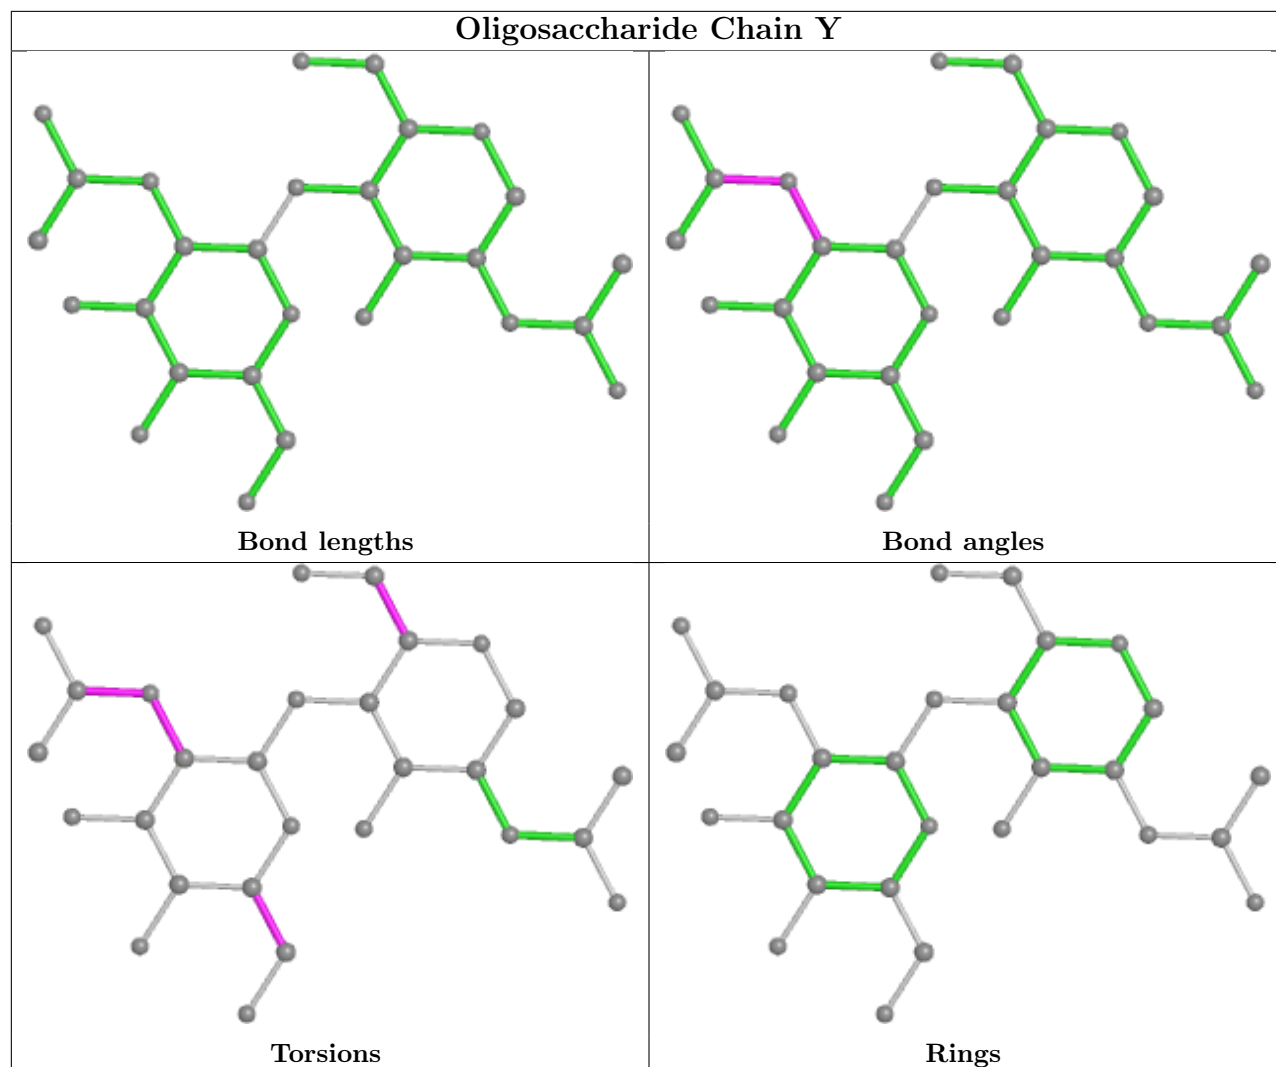 Oligosaccharide Chain Y
Bond lengths
Bond angles
Torsions
Rings